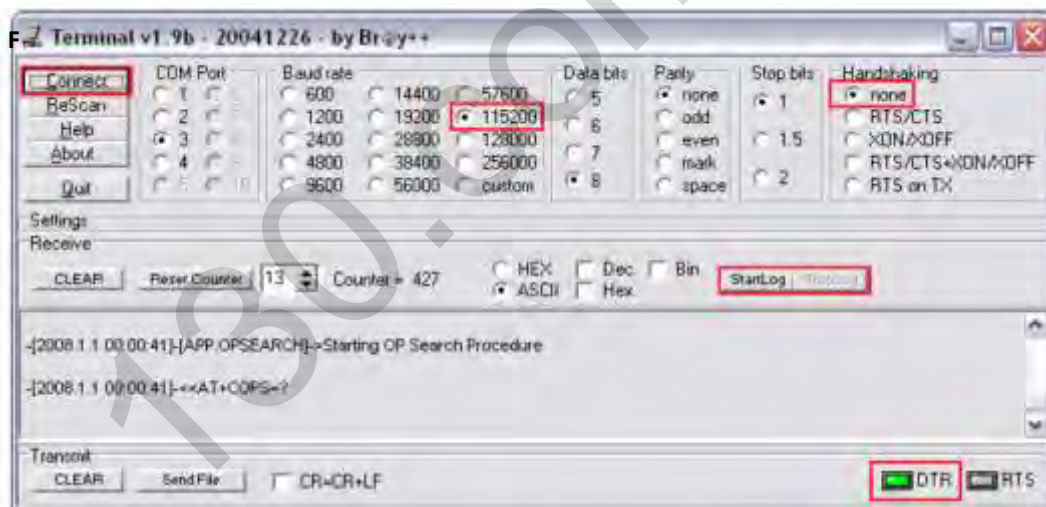 Terminal v1.9b - 20041226 - by Br@y++
Connect
ReScan
Help
About
Quit
COM Port
1
2
3
4
Baud rate
600 14400 57600
1200 19200 115200
2400 28800 128000
4800 38400 256000
9600 56000 custom
Data bits
5
6
7
8
Parity
none
odd
even
mark
space
Stop bits
1
1.5
2
Handshaking
none
RTS/CTS
XON/XOFF
RTS/CTS+XON/XOFF
RTS on TX
Settings
Receive
CLEAR Reset Counter 13 Counter = 427 HEX Dec Bin
ASCII Hex
StartLog StopLog
-[2008.1.1 00:00:41]-[APP.OPSEARCH]-»Starting OP Search Procedure
-[2008.1.1 00:00:41]-««AT+COPS=?
Transmit
CLEAR Send File CR=CR+LF DTR RTS